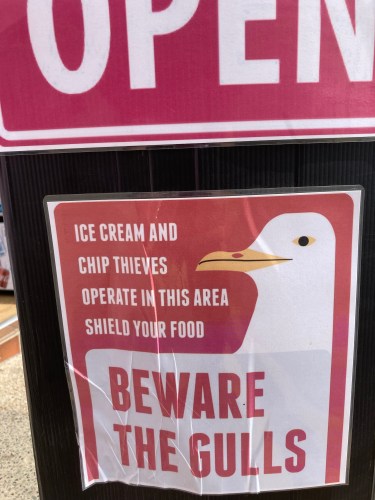 OPEN
ICE CREAM AND
CHIP THIEVES
OPERATE IN THIS AREA
SHIELD YOUR FOOD
BEWARE
THE GULLS